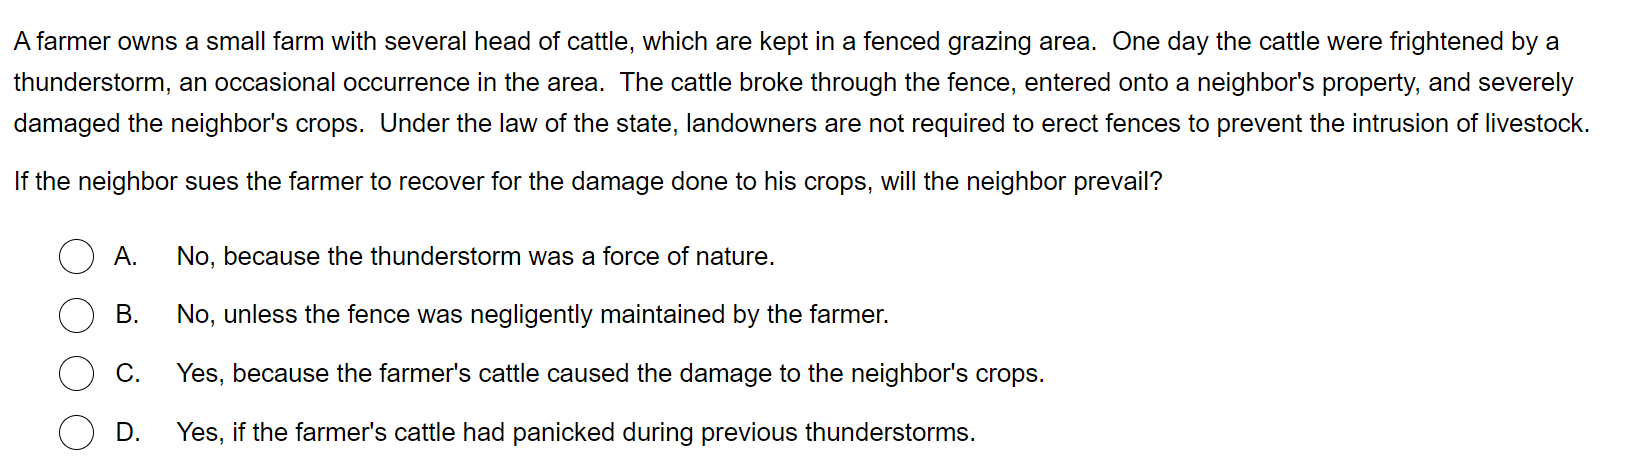 A farmer owns a small farm with several head of cattle, which are kept in a fenced grazing area.  One day the cattle were frightened by a
thunderstorm, an occasional occurrence in the area.  The cattle broke through the fence, entered onto a neighbor's property, and severely
damaged the neighbor's crops.  Under the law of the state, landowners are not required to erect fences to prevent the intrusion of livestock.
If the neighbor sues the farmer to recover for the damage done to his crops, will the neighbor prevail?
A. No, because the thunderstorm was a force of nature.
B. No, unless the fence was negligently maintained by the farmer.
C. Yes, because the farmer's cattle caused the damage to the neighbor's crops.
D. Yes, if the farmer's cattle had panicked during previous thunderstorms.